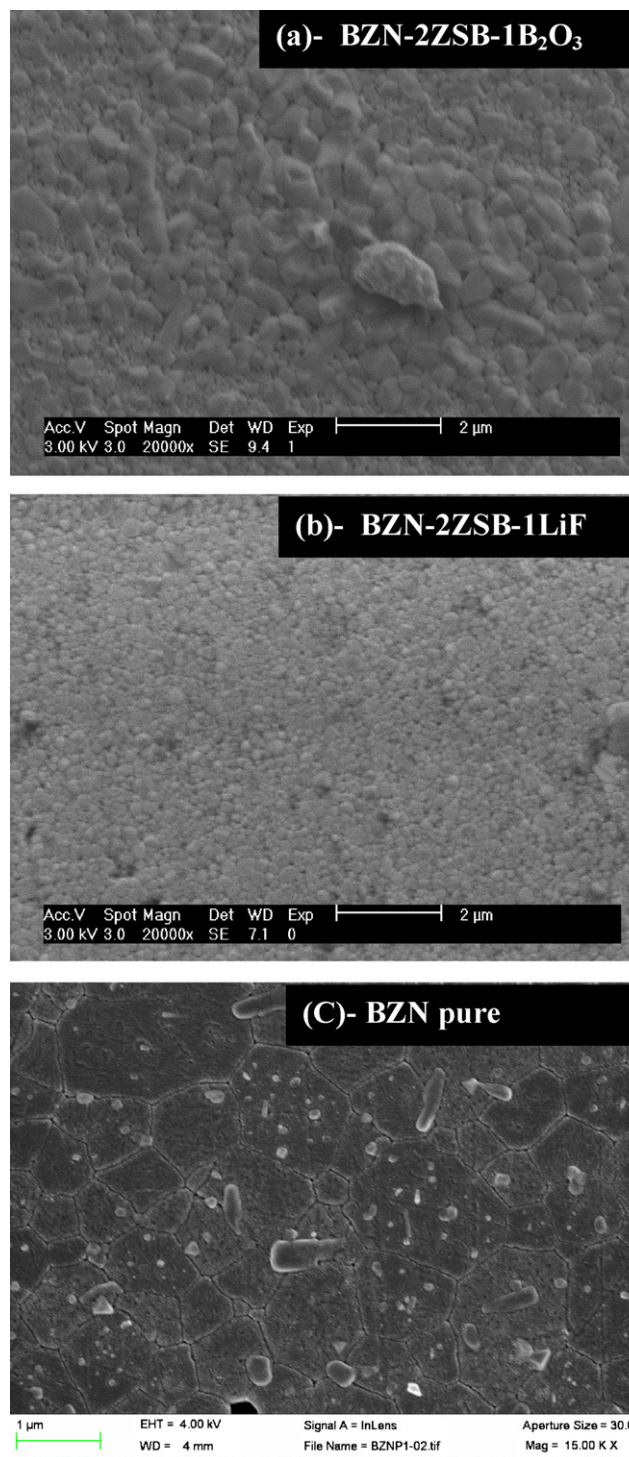 (a)- BZN-2ZSB-1B₂O₃
Acc.V Spot Magn Det WD Exp 2 µm
3.00 kV 3.0 20000x SE 9.4 1
(b)- BZN-2ZSB-1LiF
Acc.V Spot Magn Det WD Exp 2 µm
3.00 kV 3.0 20000x SE 7.1 0
(C)- BZN pure
1 µm EHT = 4.00 kV Signal A = InLens Aperture Size = 30.
WD = 4 mm File Name = BZNP1-02.tif Mag = 15.00 K X